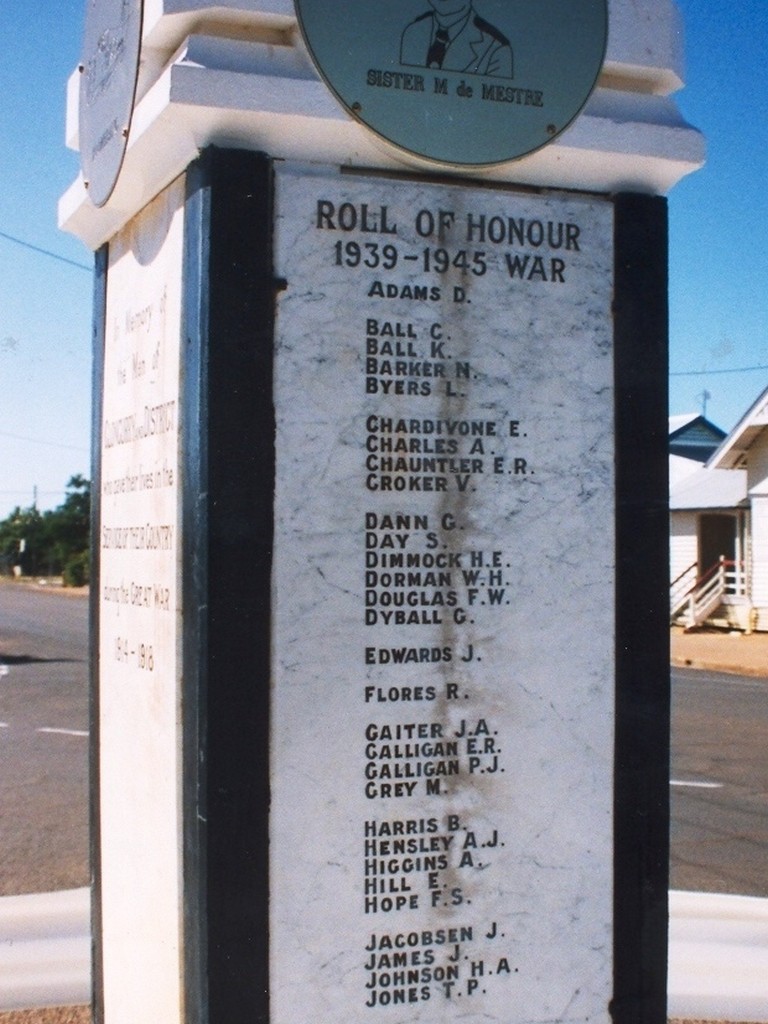 SISTER M de MESTRE
ROLL OF HONOUR
1939-1945 WAR
ADAMS D.
BALL C.
BALL K.
BARKER N.
BYERS L.
CHARDIVONE E.
CHARLES A.
CHAUNTLER E.R.
CROKER V.
DANN G.
DAY S.
DIMMOCK H.E.
DORMAN W.H.
DOUGLAS F.W.
DYBALL G.
EDWARDS J.
FLORES R.
GAITER J.A.
GALLIGAN E.R.
GALLIGAN P.J.
GREY M.
HARRIS B.
HENSLEY A.J.
HIGGINS A.
HILL E.
HOPE F.S.
JACOBSEN J.
JAMES J.
JOHNSON H.A.
JONES T.P.
In Memory of
the Men of
CLONCURRY and DISTRICT
who gave their lives in the
SERVICE OF THEIR COUNTRY
during the GREAT WAR
1914-1918